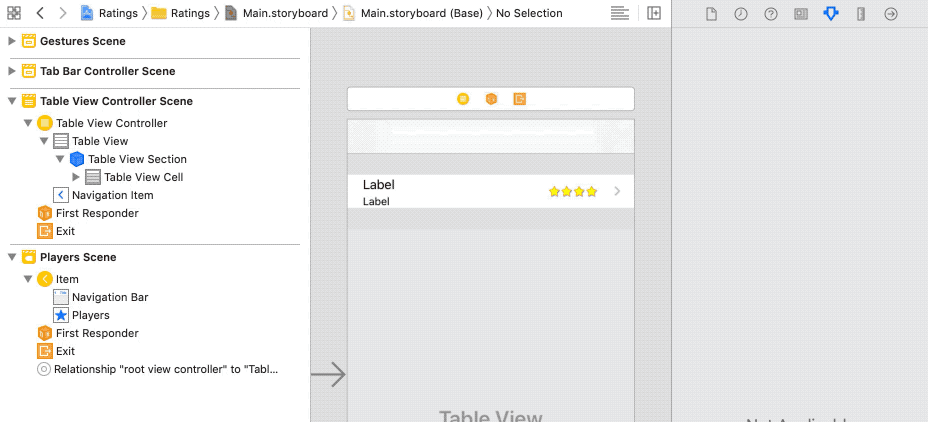 Ratings
Ratings
Main.storyboard
Main.storyboard (Base)
No Selection
Gestures Scene
Tab Bar Controller Scene
Table View Controller Scene
Table View Controller
Table View
Table View Section
Table View Cell
Navigation Item
First Responder
Exit
Players Scene
Item
Navigation Bar
Players
First Responder
Exit
Relationship "root view controller" to "Tabl...
Label
Label
Table View